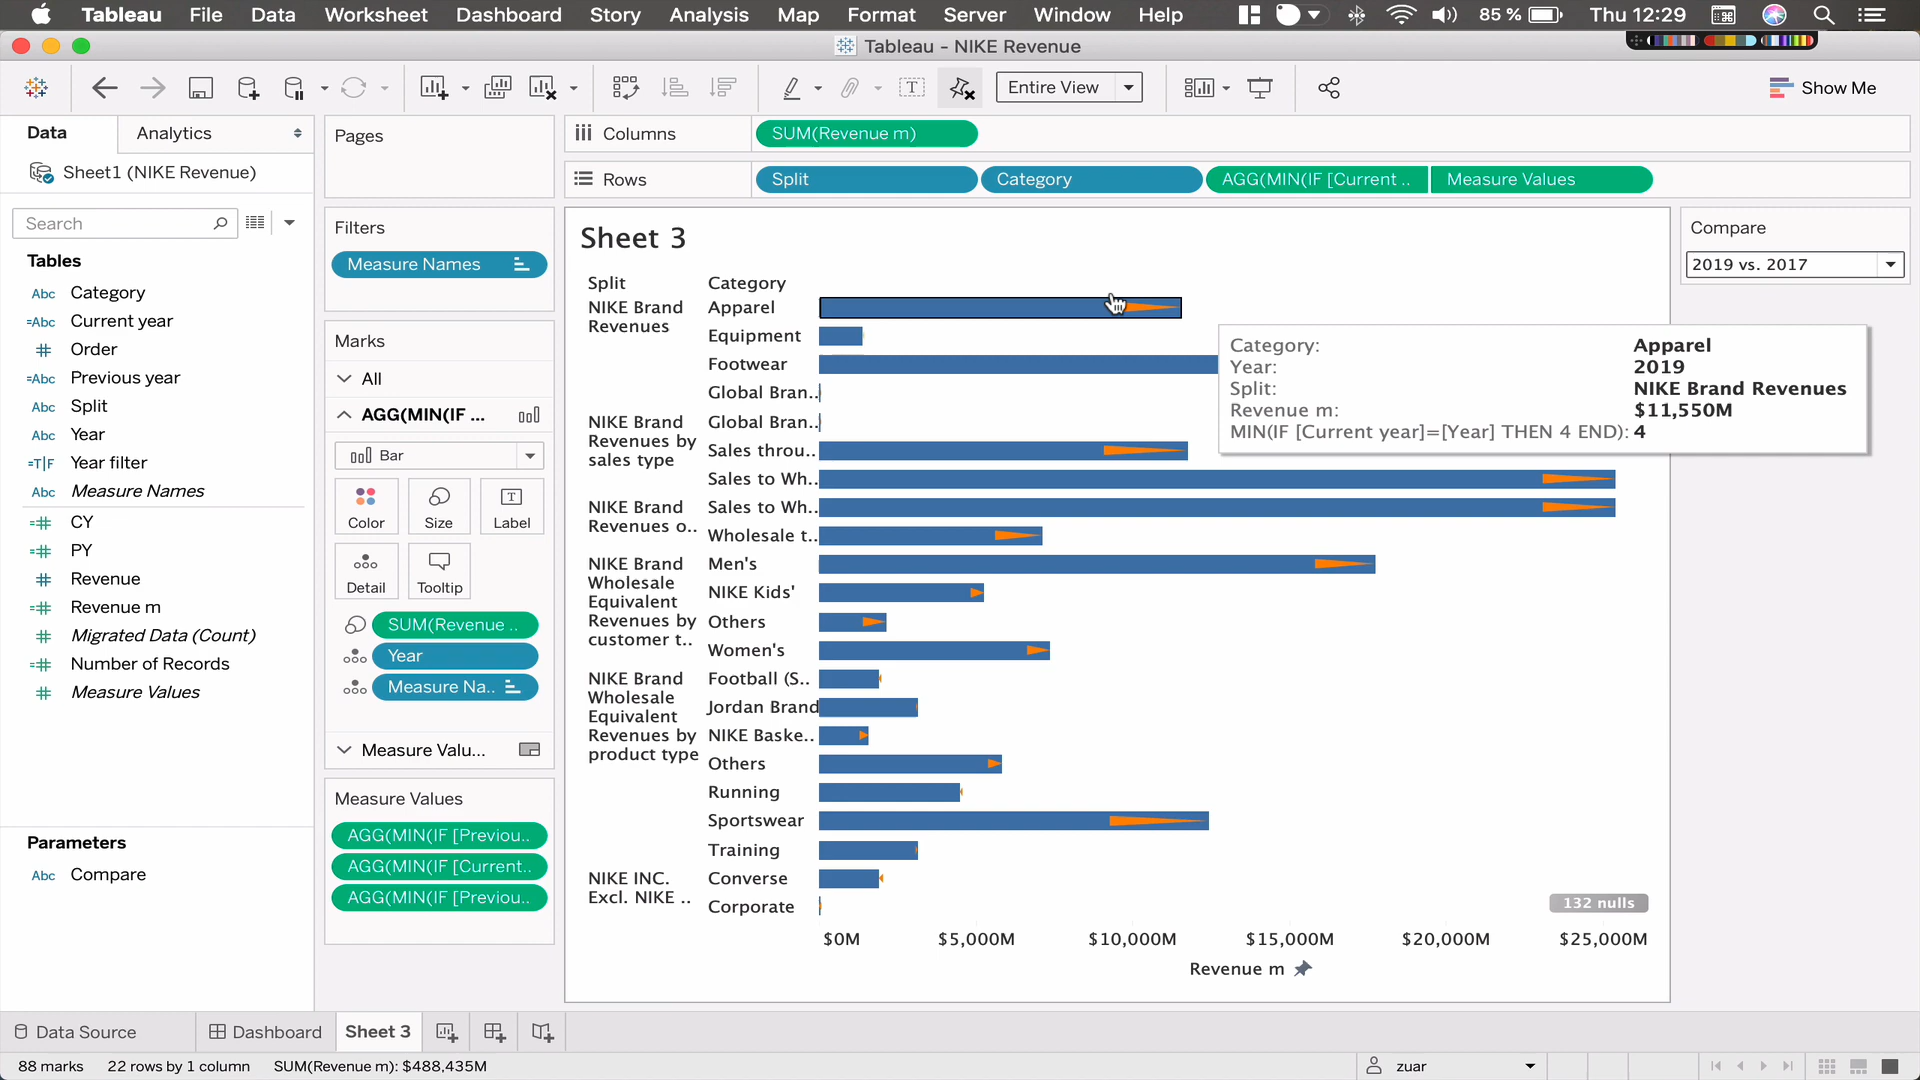 Tableau File Data Worksheet Dashboard Story Analysis Map Format Server Window Help 85 % Thu 12:29
Tableau - NIKE Revenue
Entire View Show Me
Data Analytics
Sheet1 (NIKE Revenue)
Search
Tables
Abc Category
=Abc Current year
# Order
=Abc Previous year
Abc Split
Abc Year
=T|F Year filter
Abc Measure Names
=# CY
=# PY
# Revenue
=# Revenue m
=# Migrated Data (Count)
=# Number of Records
# Measure Values
Parameters
Abc Compare
Pages
Filters
Measure Names
Marks
All
AGG(MIN(IF ...
Bar
Color Size Label
Detail Tooltip
SUM(Revenue ..
Year
Measure Na..
Measure Valu...
Measure Values
AGG(MIN(IF [Previou..
AGG(MIN(IF [Current..
AGG(MIN(IF [Previou..
Columns SUM(Revenue m)
Rows Split Category AGG(MIN(IF [Current .. Measure Values
Sheet 3
Split Category
NIKE Brand
Revenues
Apparel
Equipment
Footwear
Global Bran..
NIKE Brand
Revenues by
sales type
Global Bran..
Sales throu..
Sales to Wh..
NIKE Brand
Revenues o..
Sales to Wh..
Wholesale t..
NIKE Brand
Wholesale
Equivalent
Revenues by
customer t..
Men's
NIKE Kids'
Others
Women's
NIKE Brand
Wholesale
Equivalent
Revenues by
product type
Football (S..
Jordan Brand
NIKE Baske..
Others
Running
Sportswear
Training
NIKE INC.
Excl. NIKE ..
Converse
Corporate
132 nulls
$0M $5,000M $10,000M $15,000M $20,000M $25,000M
Revenue m
Category: Apparel
Year: 2019
Split: NIKE Brand Revenues
Revenue m: $11,550M
MIN(IF [Current year]=[Year] THEN 4 END): 4
Compare
2019 vs. 2017
Data Source Dashboard Sheet 3
88 marks 22 rows by 1 column SUM(Revenue m): $488,435M zuar